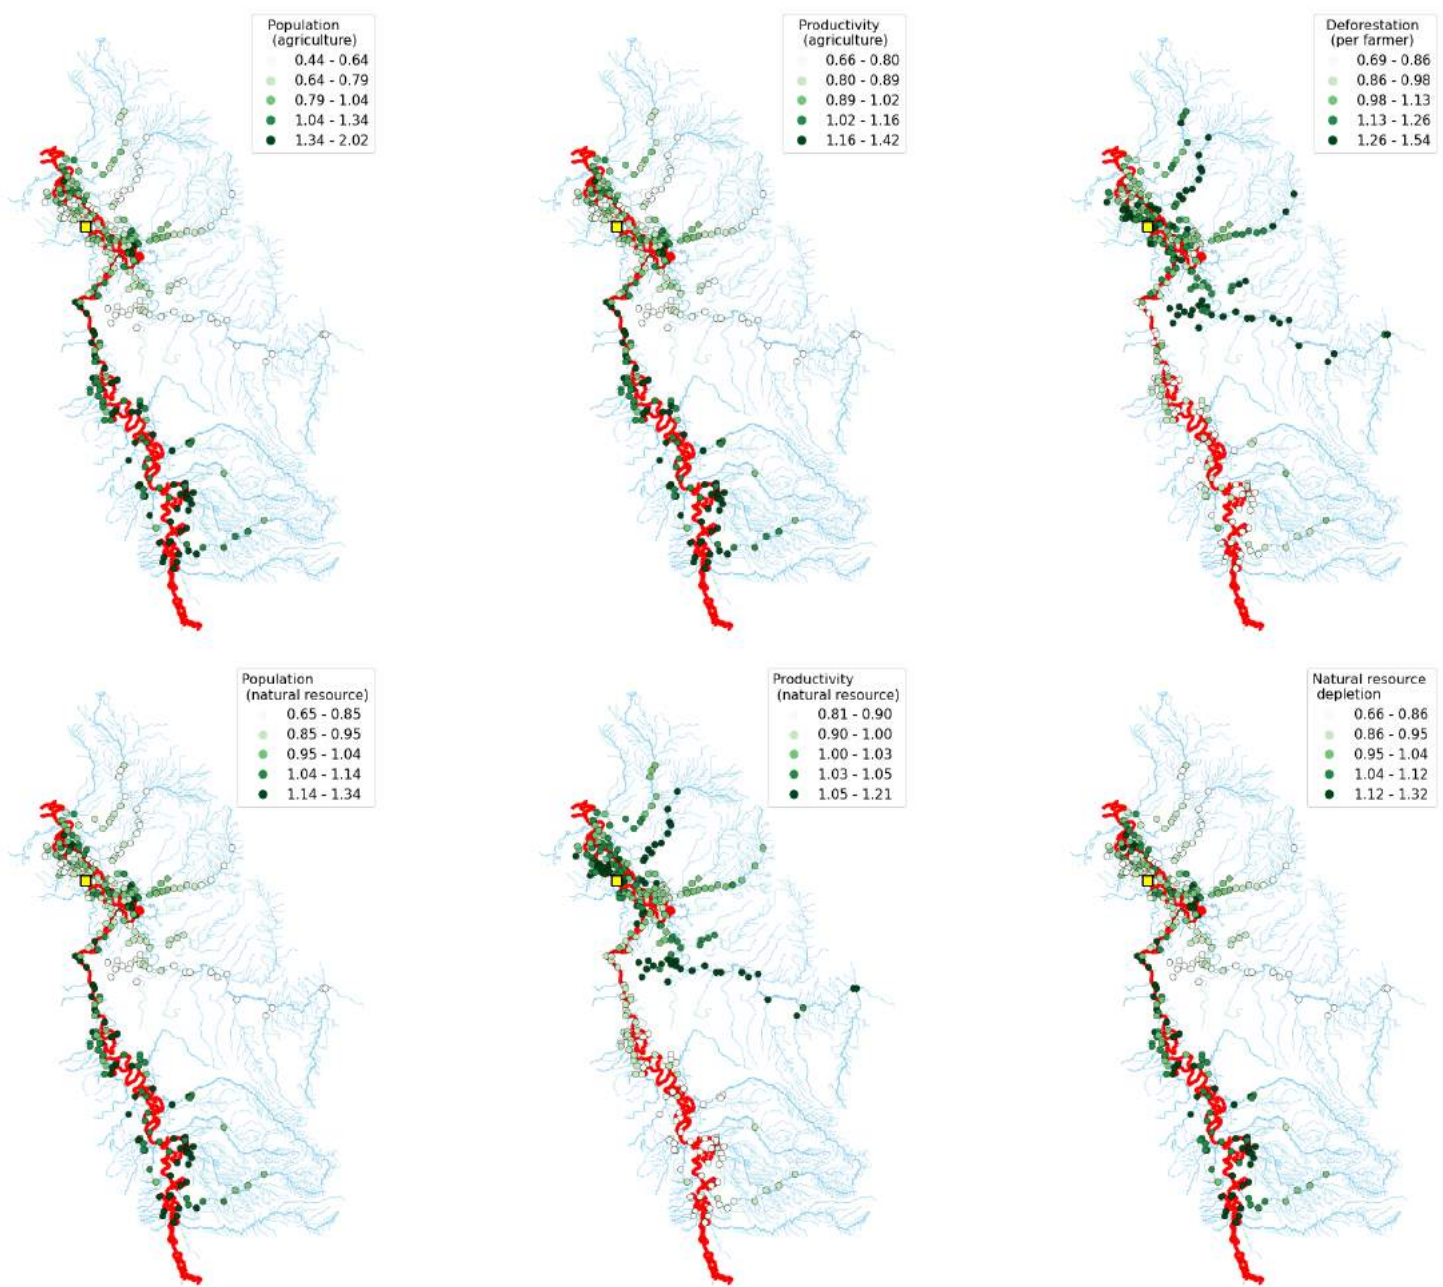 Population
(agriculture)
0.44 - 0.64
0.64 - 0.79
0.79 - 1.04
1.04 - 1.34
1.34 - 2.02
Productivity
(agriculture)
0.66 - 0.80
0.80 - 0.89
0.89 - 1.02
1.02 - 1.16
1.16 - 1.42
Deforestation
(per farmer)
0.69 - 0.86
0.86 - 0.98
0.98 - 1.13
1.13 - 1.26
1.26 - 1.54
Population
(natural resource)
0.65 - 0.85
0.85 - 0.95
0.95 - 1.04
1.04 - 1.14
1.14 - 1.34
Productivity
(natural resource)
0.81 - 0.90
0.90 - 1.00
1.00 - 1.03
1.03 - 1.05
1.05 - 1.21
Natural resource
depletion
0.66 - 0.86
0.86 - 0.95
0.95 - 1.04
1.04 - 1.12
1.12 - 1.32